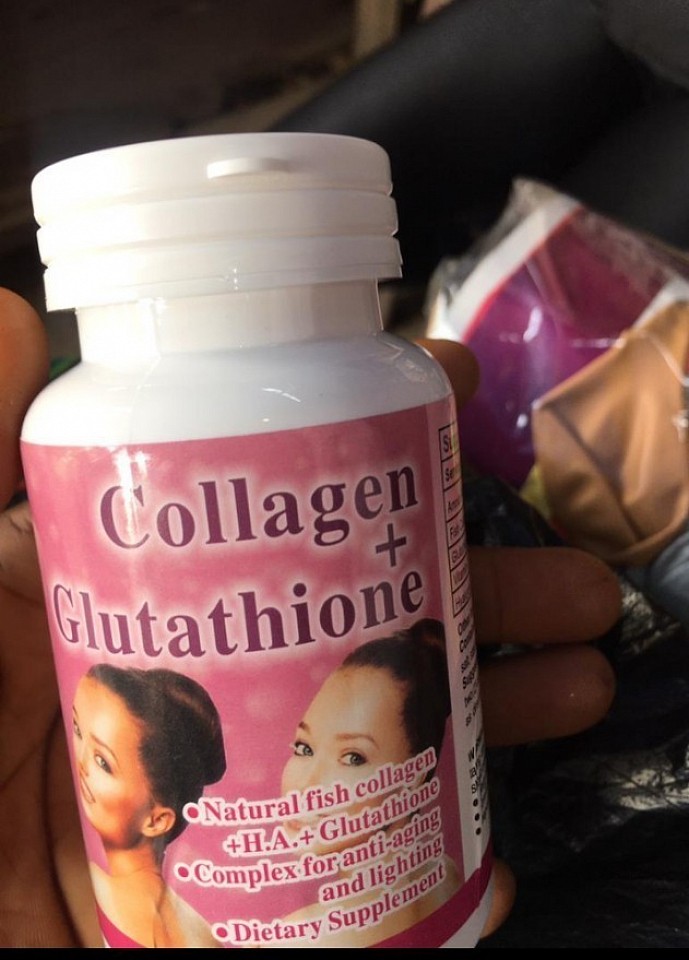 Collagen
+
Glutathione
•Natural fish collagen
+H.A.+ Glutathione
•Complex for anti-aging
and lighting
•Dietary Supplement